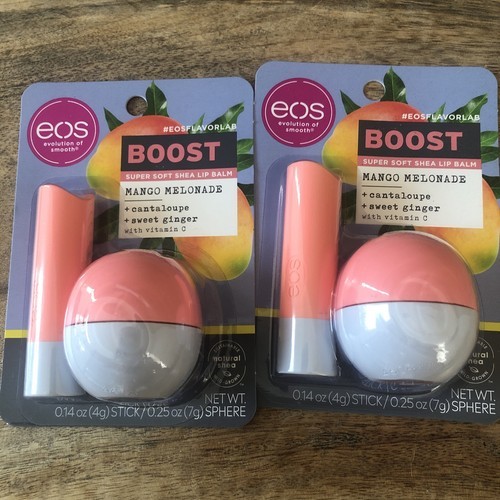 eos
evolution of
smooth®
#EOSFLAVORLAB
BOOST
SUPER SOFT SHEA LIP BALM
MANGO MELONADE
+ cantaloupe
+ sweet ginger
with vitamin C
natural
shea
NET WT.
0.14 oz (4g) STICK / 0.25 oz (7g) SPHERE
eos
evolution of
smooth®
#EOSFLAVORLAB
BOOST
SUPER SOFT SHEA LIP BALM
MANGO MELONADE
+ cantaloupe
+ sweet ginger
with vitamin C
eos
natural
shea
NET WT.
0.14 oz (4g) STICK / 0.25 oz (7g) SPHERE